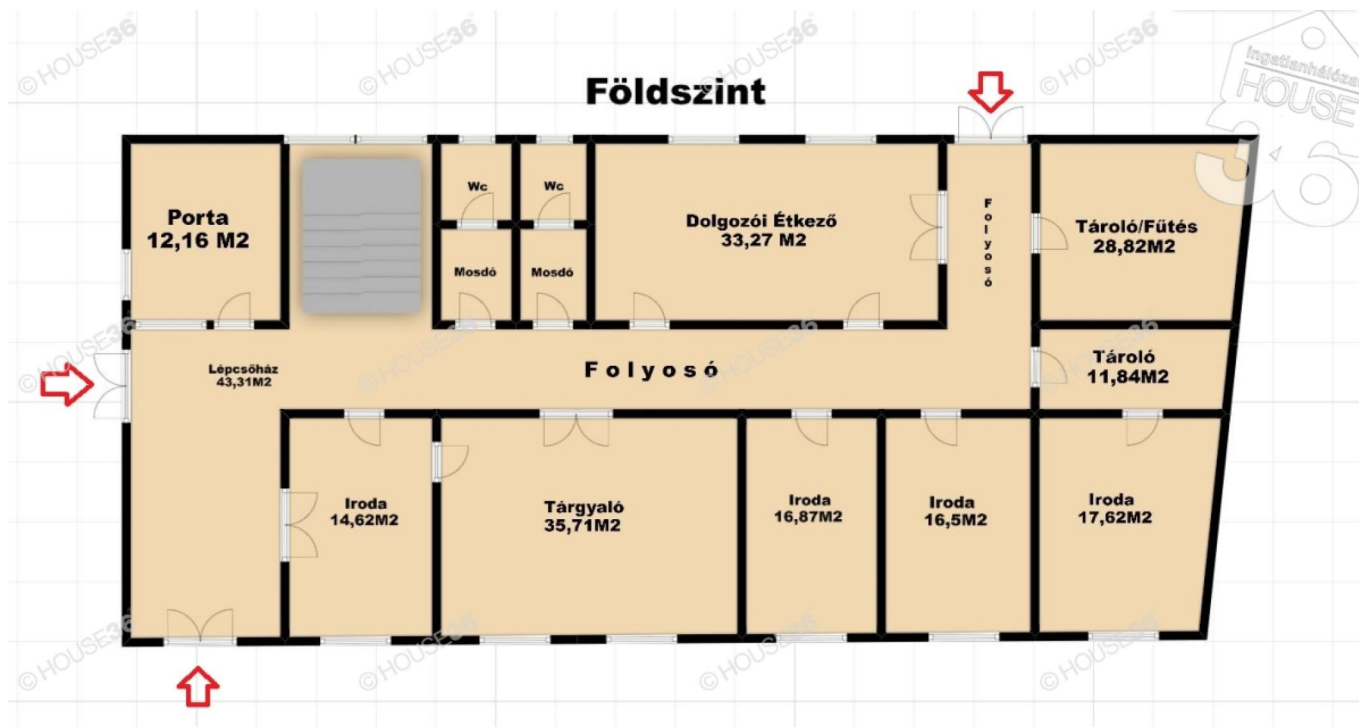 © HOUSE36
© HOUSE36
© HOUSE36
Ingatlanhálózat
HOUSE
36
Földszint
Porta
12,16 M2
Wc
Wc
Mosdó
Mosdó
Dolgozói Étkező
33,27 M2
Folyosó
Tároló/Fűtés
28,82M2
© HOUSE36
© HOUSE36
© HOUSE36
Lépcsőház
43,31M2
Folyosó
Tároló
11,84M2
Iroda
14,62M2
Tárgyaló
35,71M2
Iroda
16,87M2
Iroda
16,5M2
Iroda
17,62M2
© HOUSE36
© HOUSE36
© HOUSE36